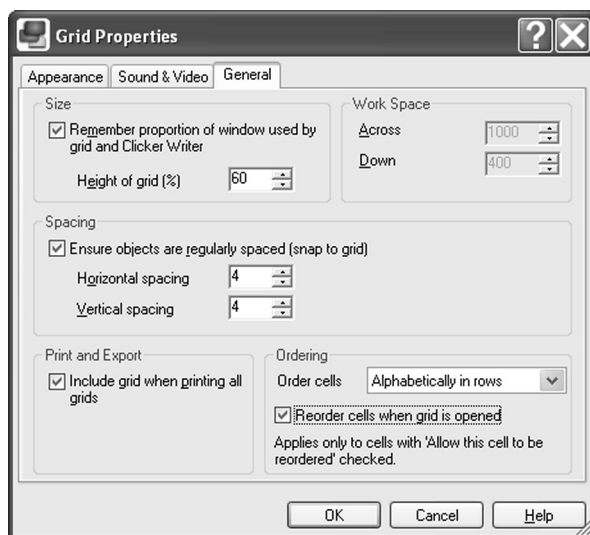 Grid Properties
Appearance Sound & Video General
Size
Remember proportion of window used by
grid and Clicker Writer
Height of grid (%) 60
Work Space
Across 1000
Down 400
Spacing
Ensure objects are regularly spaced (snap to grid)
Horizontal spacing 4
Vertical spacing 4
Print and Export
Include grid when printing all
grids
Ordering
Order cells Alphabetically in rows
Reorder cells when grid is opened
Applies only to cells with 'Allow this cell to be
reordered' checked.
OK Cancel Help